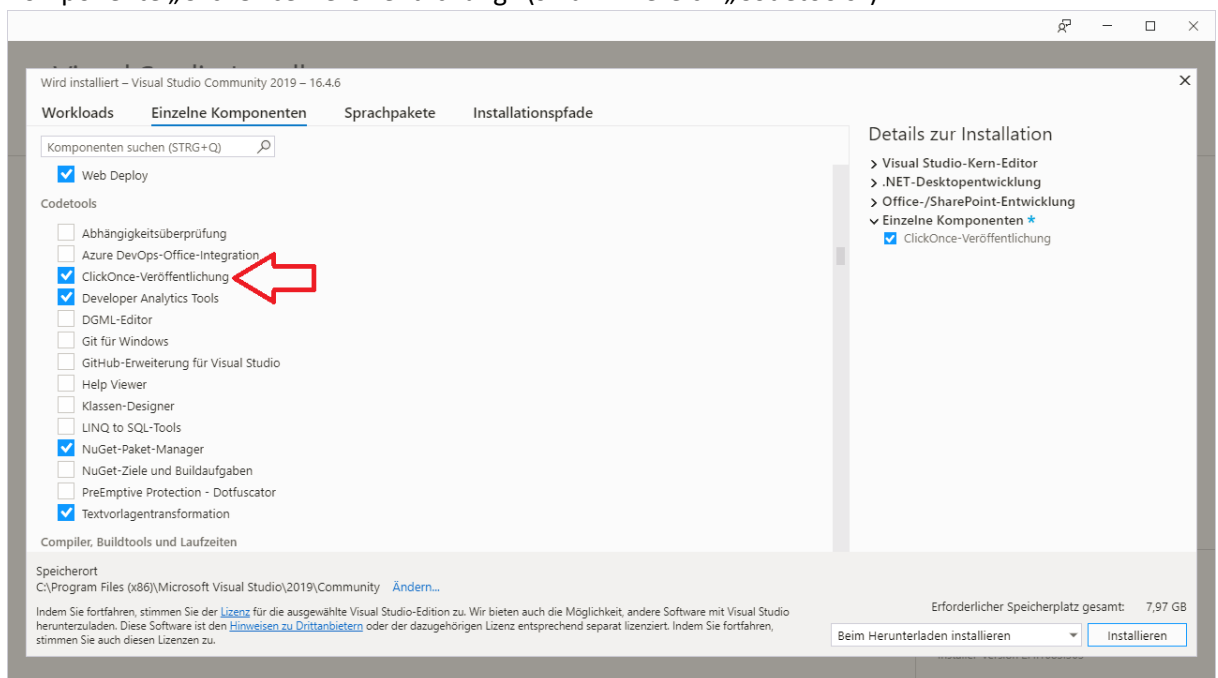 Wird installiert – Visual Studio Community 2019 – 16.4.6
Workloads Einzelne Komponenten Sprachpakete Installationspfade
Komponenten suchen (STRG+Q)
Web Deploy
Codetools
Abhängigkeitsüberprüfung
Azure DevOps-Office-Integration
ClickOnce-Veröffentlichung
Developer Analytics Tools
DGML-Editor
Git für Windows
GitHub-Erweiterung für Visual Studio
Help Viewer
Klassen-Designer
LINQ to SQL-Tools
NuGet-Paket-Manager
NuGet-Ziele und Buildaufgaben
PreEmptive Protection - Dotfuscator
Textvorlagentransformation
Compiler, Buildtools und Laufzeiten
Details zur Installation
Visual Studio-Kern-Editor
.NET-Desktopentwicklung
Office-/SharePoint-Entwicklung
Einzelne Komponenten *
ClickOnce-Veröffentlichung
Speicherort
C:\Program Files (x86)\Microsoft Visual Studio\2019\Community Ändern...
Indem Sie fortfahren, stimmen Sie der Lizenz für die ausgewählte Visual Studio-Edition zu. Wir bieten auch die Möglichkeit, andere Software mit Visual Studio
herunterzuladen. Diese Software ist den Hinweisen zu Drittanbietern oder der dazugehörigen Lizenz entsprechend separat lizenziert. Indem Sie fortfahren,
stimmen Sie auch diesen Lizenzen zu.
Erforderlicher Speicherplatz gesamt: 7,97 GB
Beim Herunterladen installieren Installieren